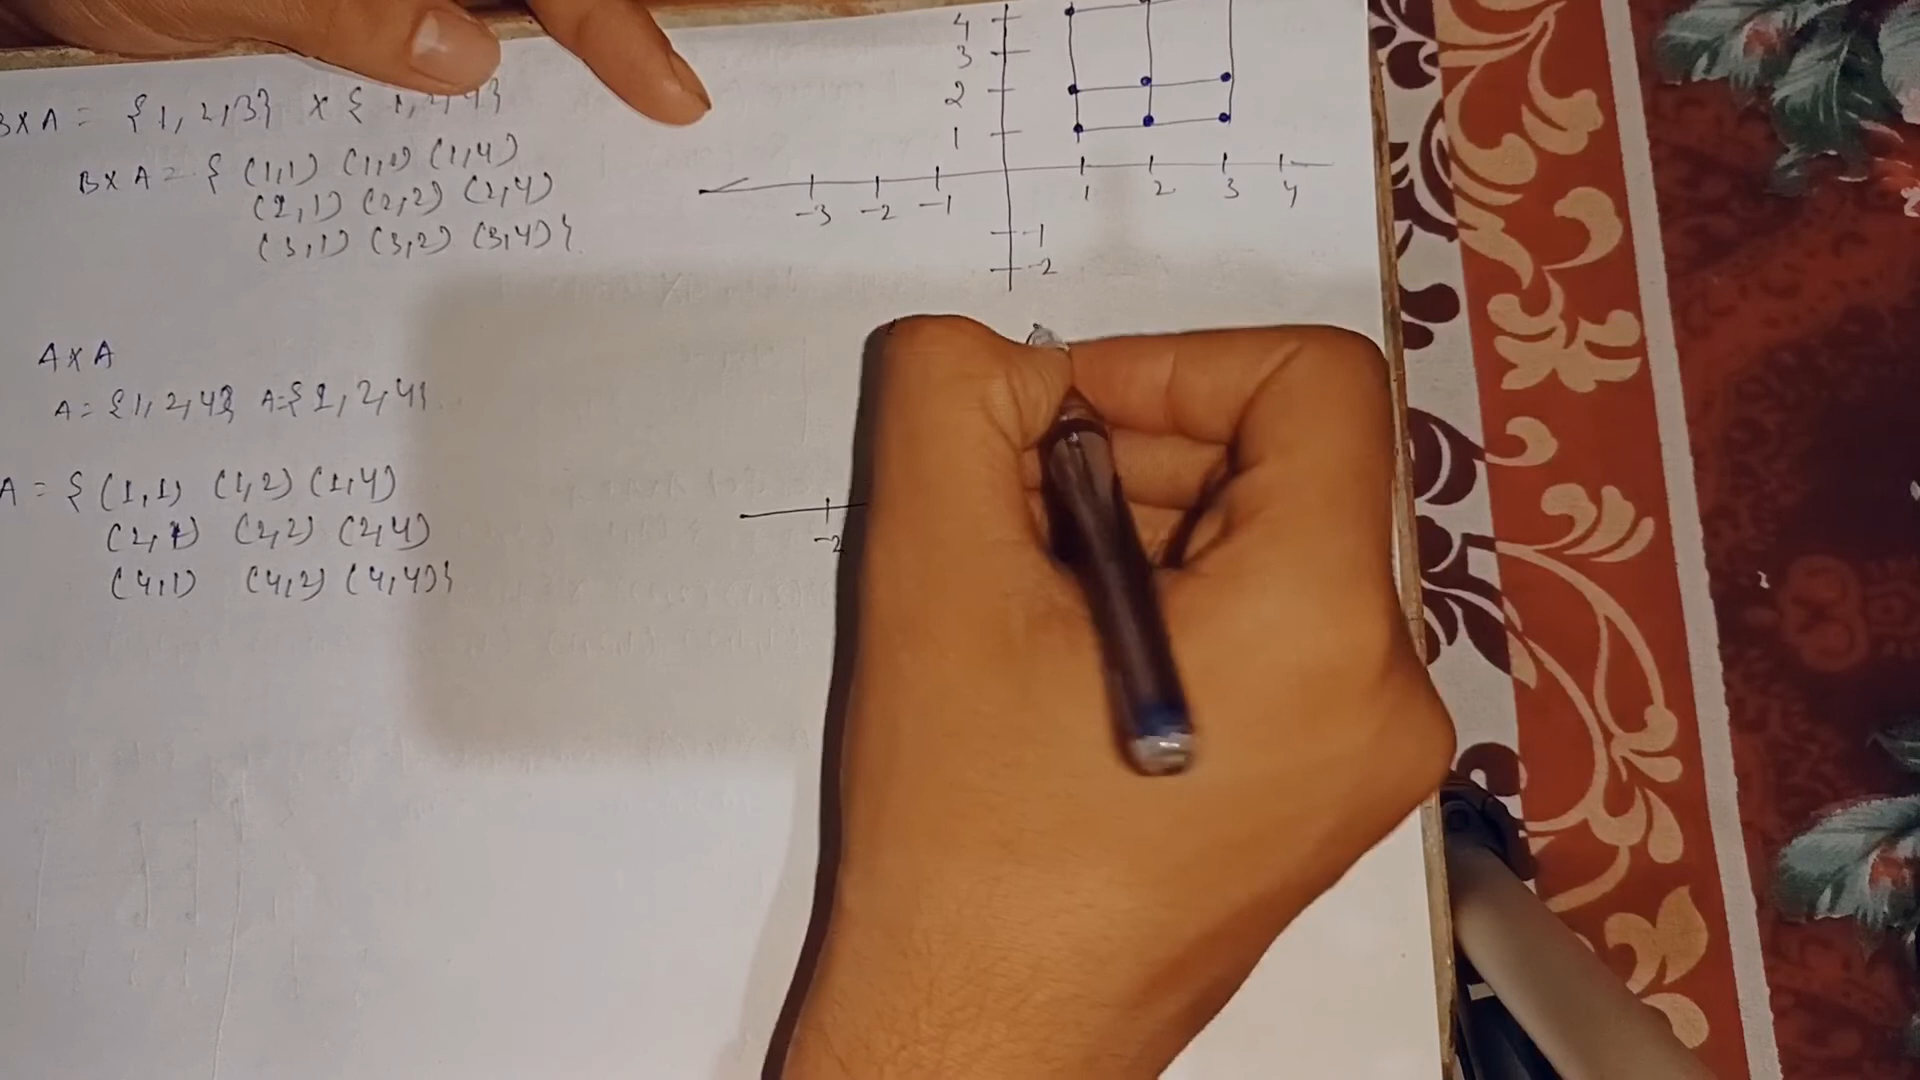 B X A = {1, 2, 3} X { 1, 2, 4}
B X A = { (1,1) (1,2) (1,4)
(2,1) (2,2) (2,4)
(3,1) (3,2) (3,4) }
4
3
2
1
-3 -2 -1 1 2 3 4
-1
-2
A X A
A = {1, 2, 4} A = {1, 2, 4}
A = { (1,1) (1,2) (1,4)
(2,1) (2,2) (2,4)
(4,1) (4,2) (4,4) }
-2